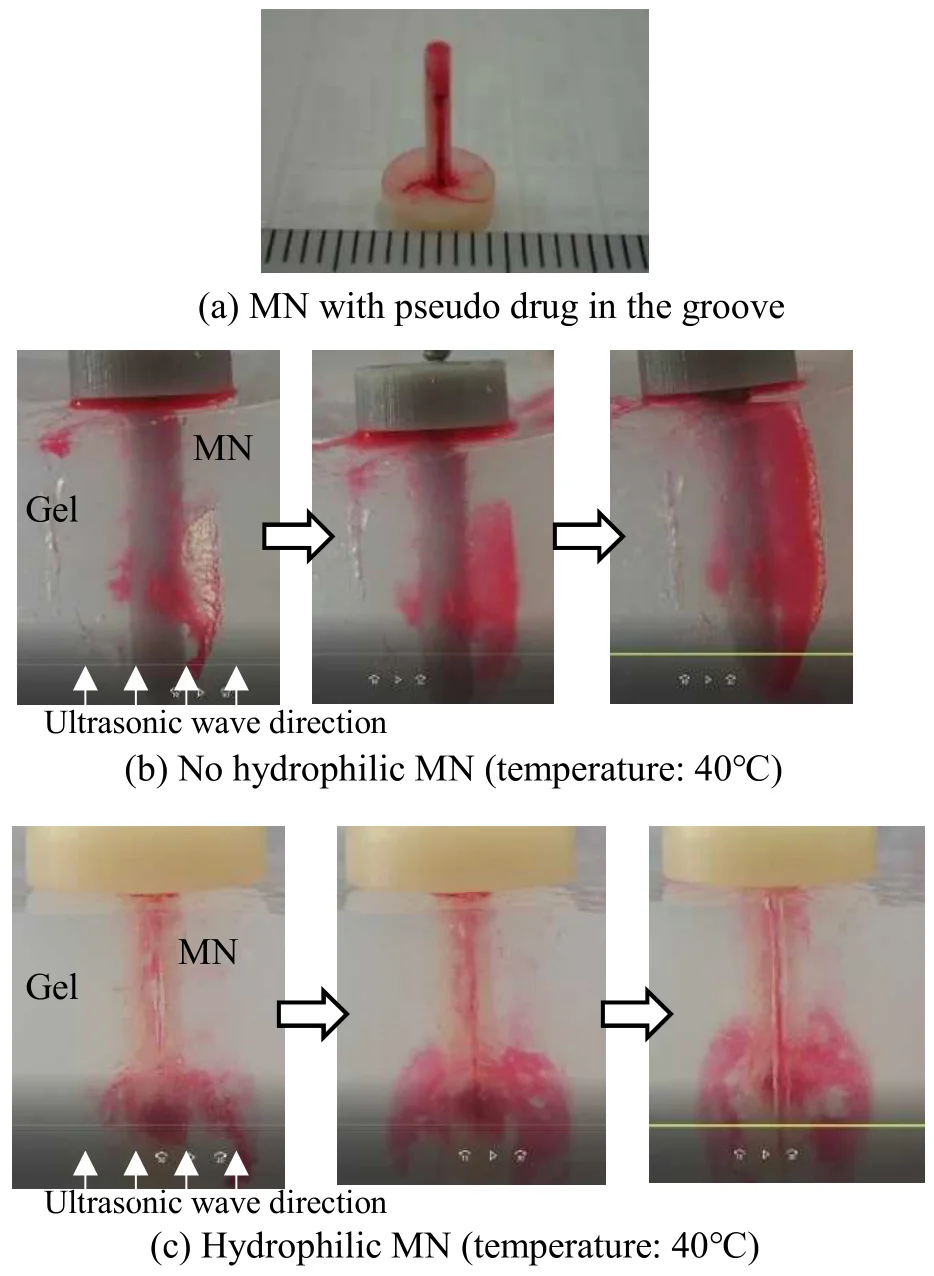 (a) MN with pseudo drug in the groove
MN
Gel
Ultrasonic wave direction
(b) No hydrophilic MN (temperature: 40℃)
MN
Gel
Ultrasonic wave direction
(c) Hydrophilic MN (temperature: 40℃)